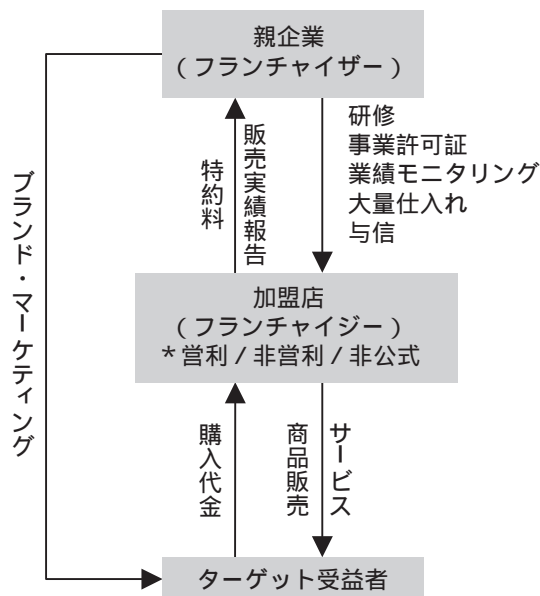 親企業
(フランチャイザー)
特約料
販売実績報告
研修
事業許可証
業績モニタリング
大量仕入れ
与信
ブランド・マーケティング
加盟店
(フランチャイジー)
*営利/非営利/非公式
購入代金
商品販売
サービス
ターゲット受益者